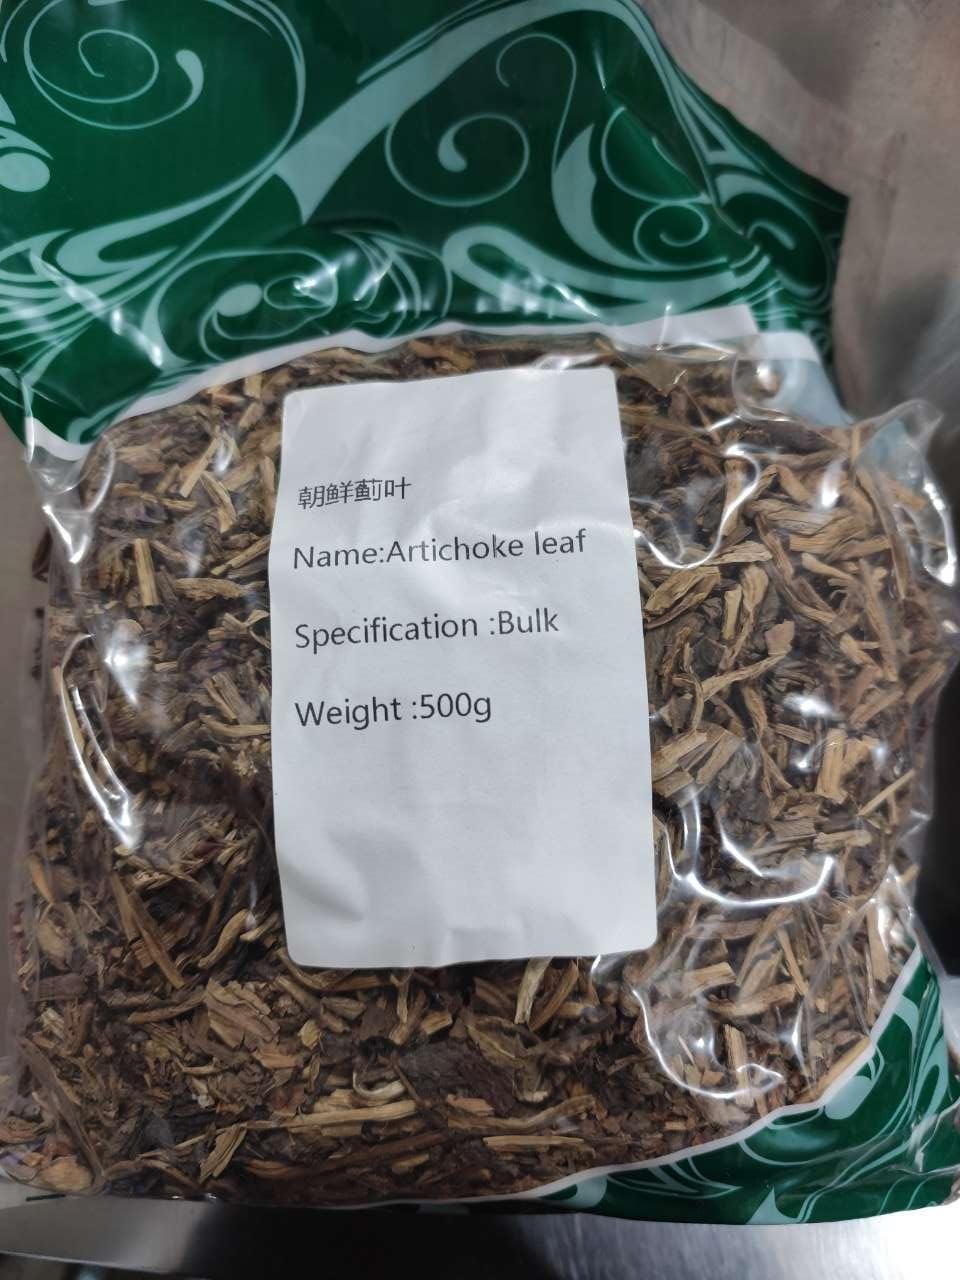 朝鲜蓟叶
Name:Artichoke leaf
Specification :Bulk
Weight :500g